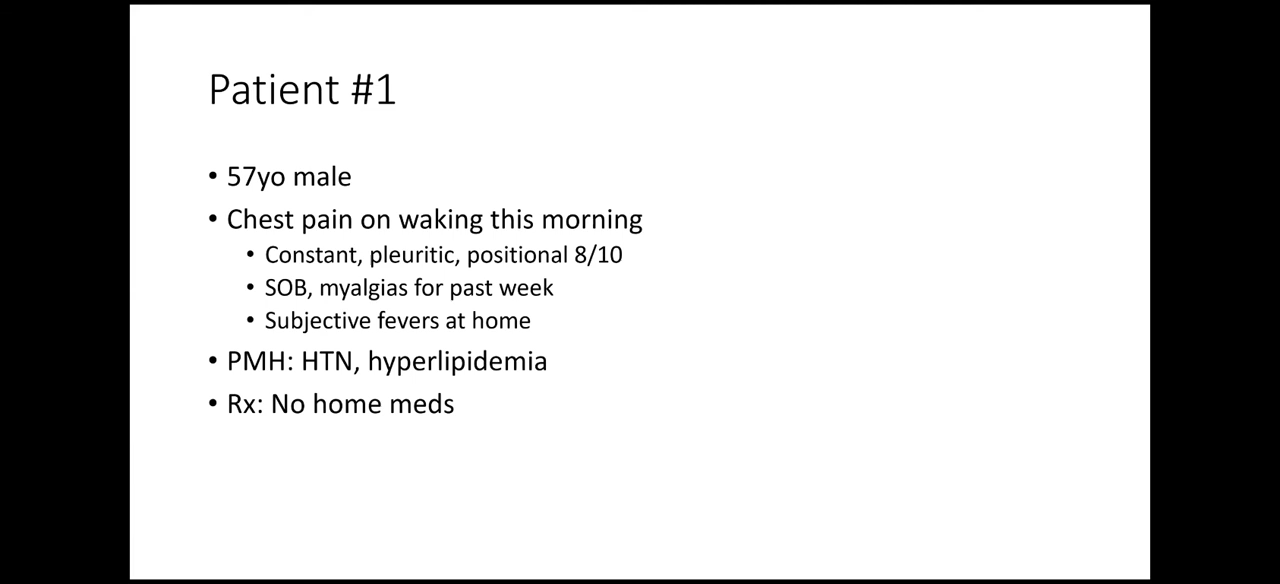 Patient #1
• 57yo male
• Chest pain on waking this morning
• Constant, pleuritic, positional 8/10
• SOB, myalgias for past week
• Subjective fevers at home
• PMH: HTN, hyperlipidemia
• Rx: No home meds